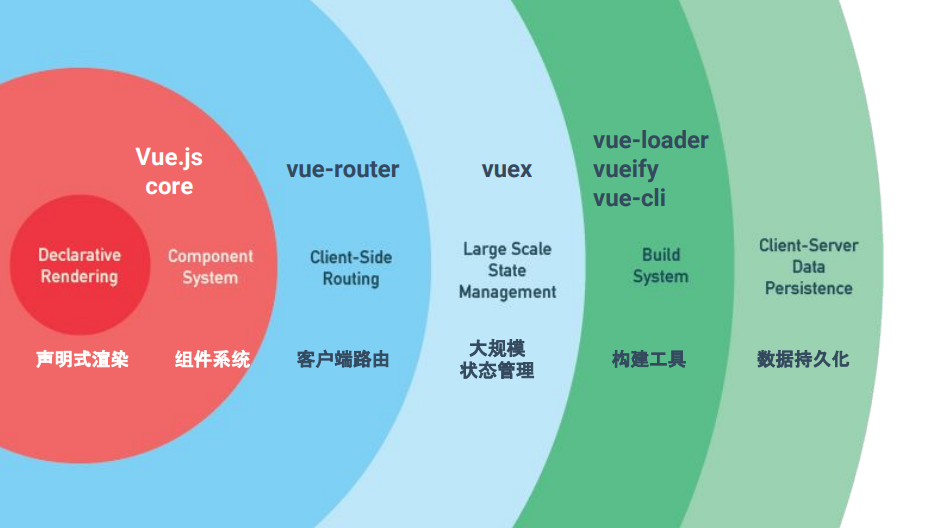 Vue.js
core
vue-router
vuex
vue-loader
vueify
vue-cli
Declarative
Rendering
Component
System
Client-Side
Routing
Large Scale
State
Management
Build
System
Client-Server
Data
Persistence
声明式渲染
组件系统
客户端路由
大规模
状态管理
构建工具
数据持久化